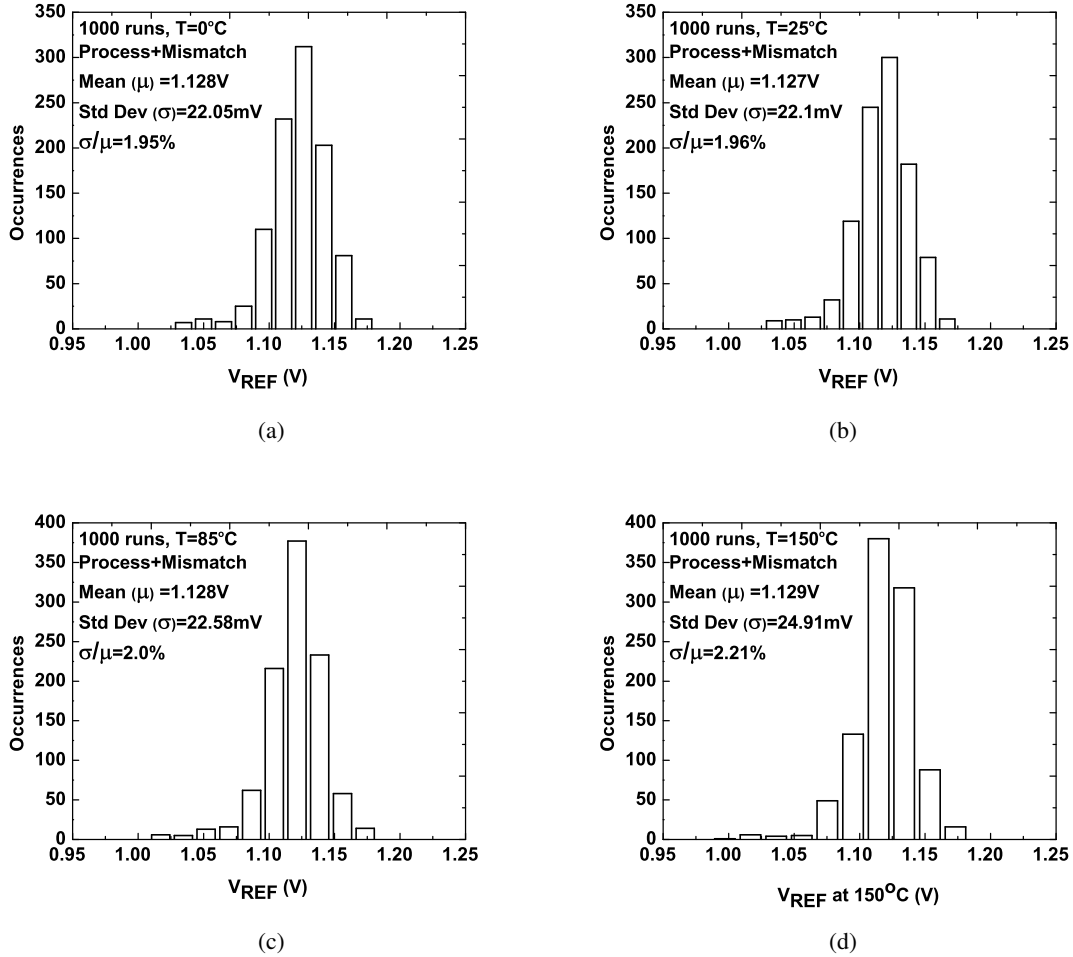 1000 runs, T=0°C
Process+Mismatch
Mean (μ) =1.128V
Std Dev (σ)=22.05mV
σ/μ=1.95%
350
300
250
200
150
100
50
0
Occurrences
0.95 1.00 1.05 1.10 1.15 1.20 1.25
VREF (V)
(a)
1000 runs, T=25°C
Process+Mismatch
Mean (μ) =1.127V
Std Dev (σ)=22.1mV
σ/μ=1.96%
350
300
250
200
150
100
50
0
Occurrences
0.95 1.00 1.05 1.10 1.15 1.20 1.25
VREF (V)
(b)
1000 runs, T=85°C
Process+Mismatch
Mean (μ) =1.128V
Std Dev (σ)=22.58mV
σ/μ=2.0%
400
350
300
250
200
150
100
50
0
Occurrences
0.95 1.00 1.05 1.10 1.15 1.20 1.25
VREF (V)
(c)
1000 runs, T=150°C
Process+Mismatch
Mean (μ) =1.129V
Std Dev (σ)=24.91mV
σ/μ=2.21%
400
350
300
250
200
150
100
50
0
Occurrences
0.95 1.00 1.05 1.10 1.15 1.20 1.25
VREF at 150°C (V)
(d)